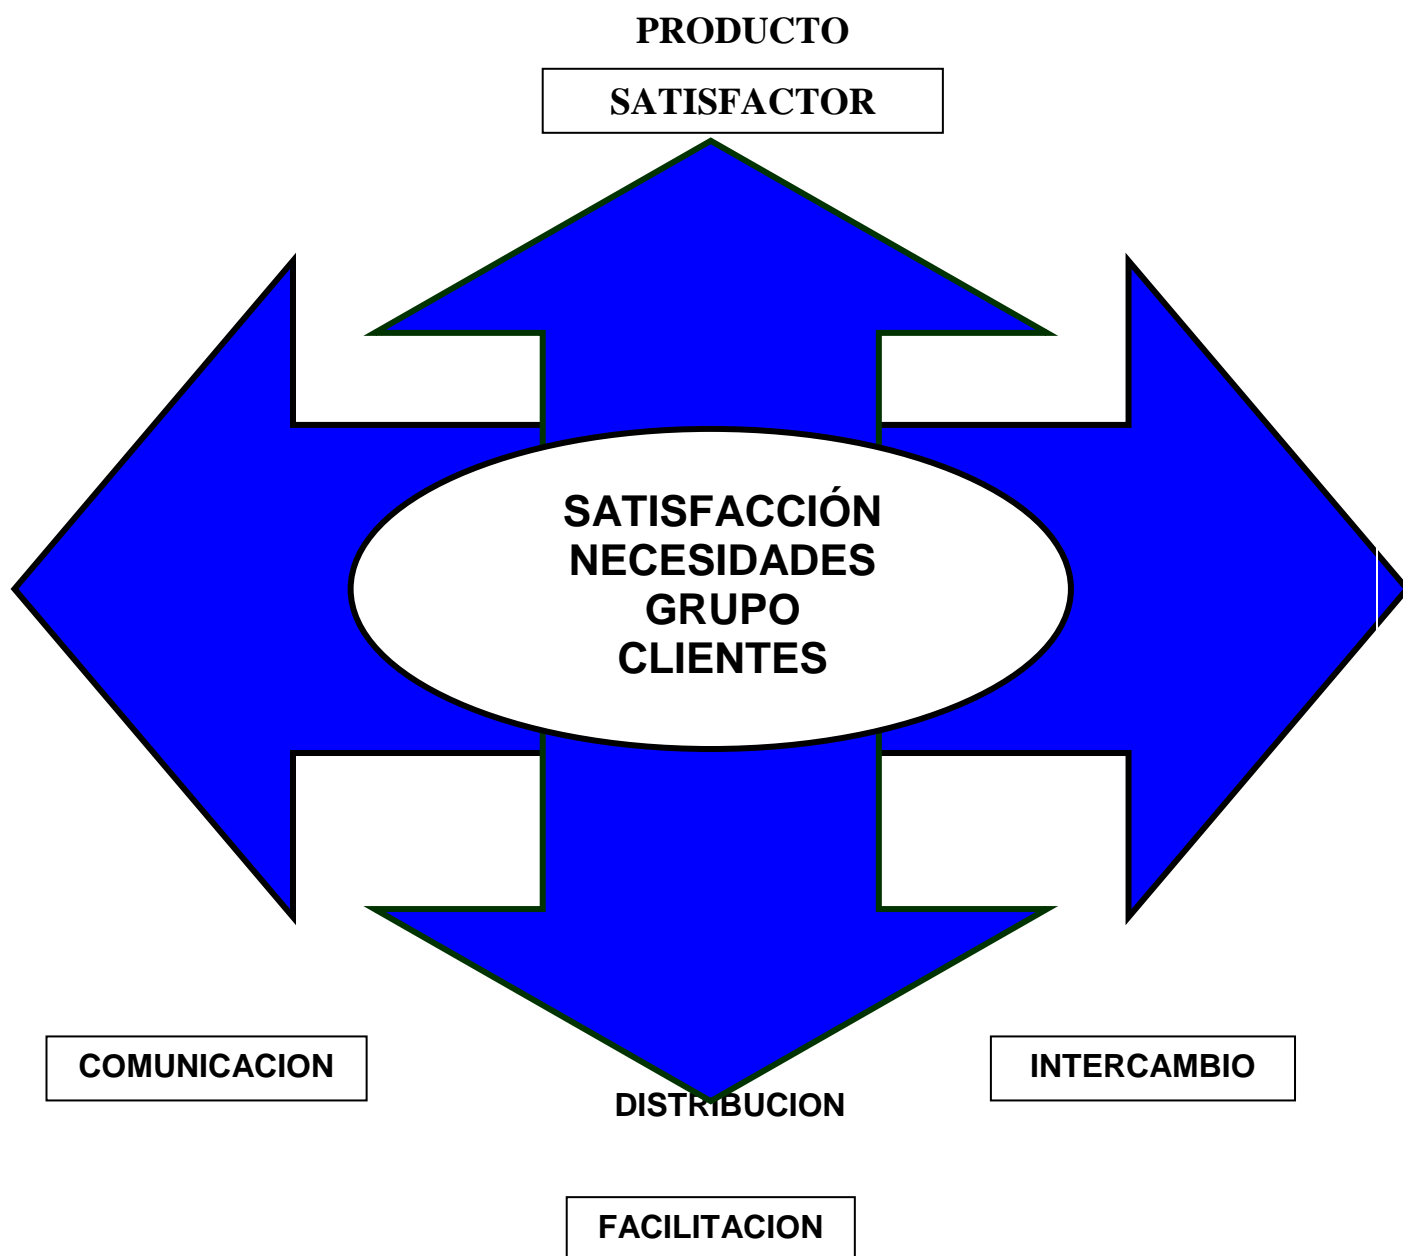 PRODUCTO
SATISFACTOR
SATISFACCIÓN
NECESIDADES
GRUPO
CLIENTES
COMUNICACION
INTERCAMBIO
DISTRIBUCION
FACILITACION